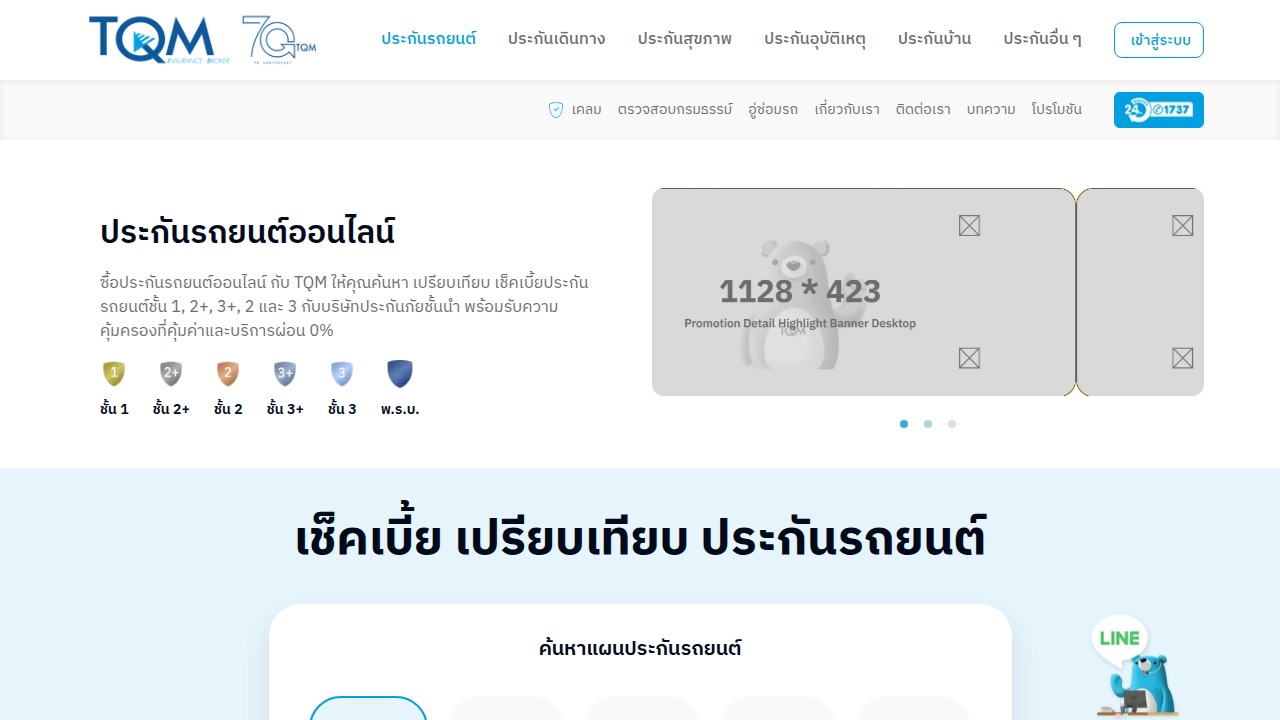 TQM
INSURANCE BROKER
TQM
ประกันรถยนต์
ประกันเดินทาง
ประกันสุขภาพ
ประกันอุบัติเหตุ
ประกันบ้าน
ประกันอื่น ๆ
เข้าสู่ระบบ
เคลม
ตรวจสอบกรมธรรม์
อู่ซ่อมรถ
เกี่ยวกับเรา
ติดต่อเรา
บทความ
โปรโมชัน
24 1737
ประกันรถยนต์ออนไลน์
ซื้อประกันรถยนต์ออนไลน์ กับ TQM ให้คุณค้นหา เปรียบเทียบ เช็คเบี้ยประกัน
รถยนต์ชั้น 1, 2+, 3+, 2 และ 3 กับบริษัทประกันภัยชั้นนำ พร้อมรับความ
คุ้มครองที่คุ้มค่าและบริการผ่อน 0%
1 2+ 2 3+ 3
ชั้น 1
ชั้น 2+
ชั้น 2
ชั้น 3+
ชั้น 3
พ.ร.บ.
1128 * 423
Promotion Detail Highlight Banner Desktop
TQM
เช็คเบี้ย เปรียบเทียบ ประกันรถยนต์
ค้นหาแผนประกันรถยนต์
LINE